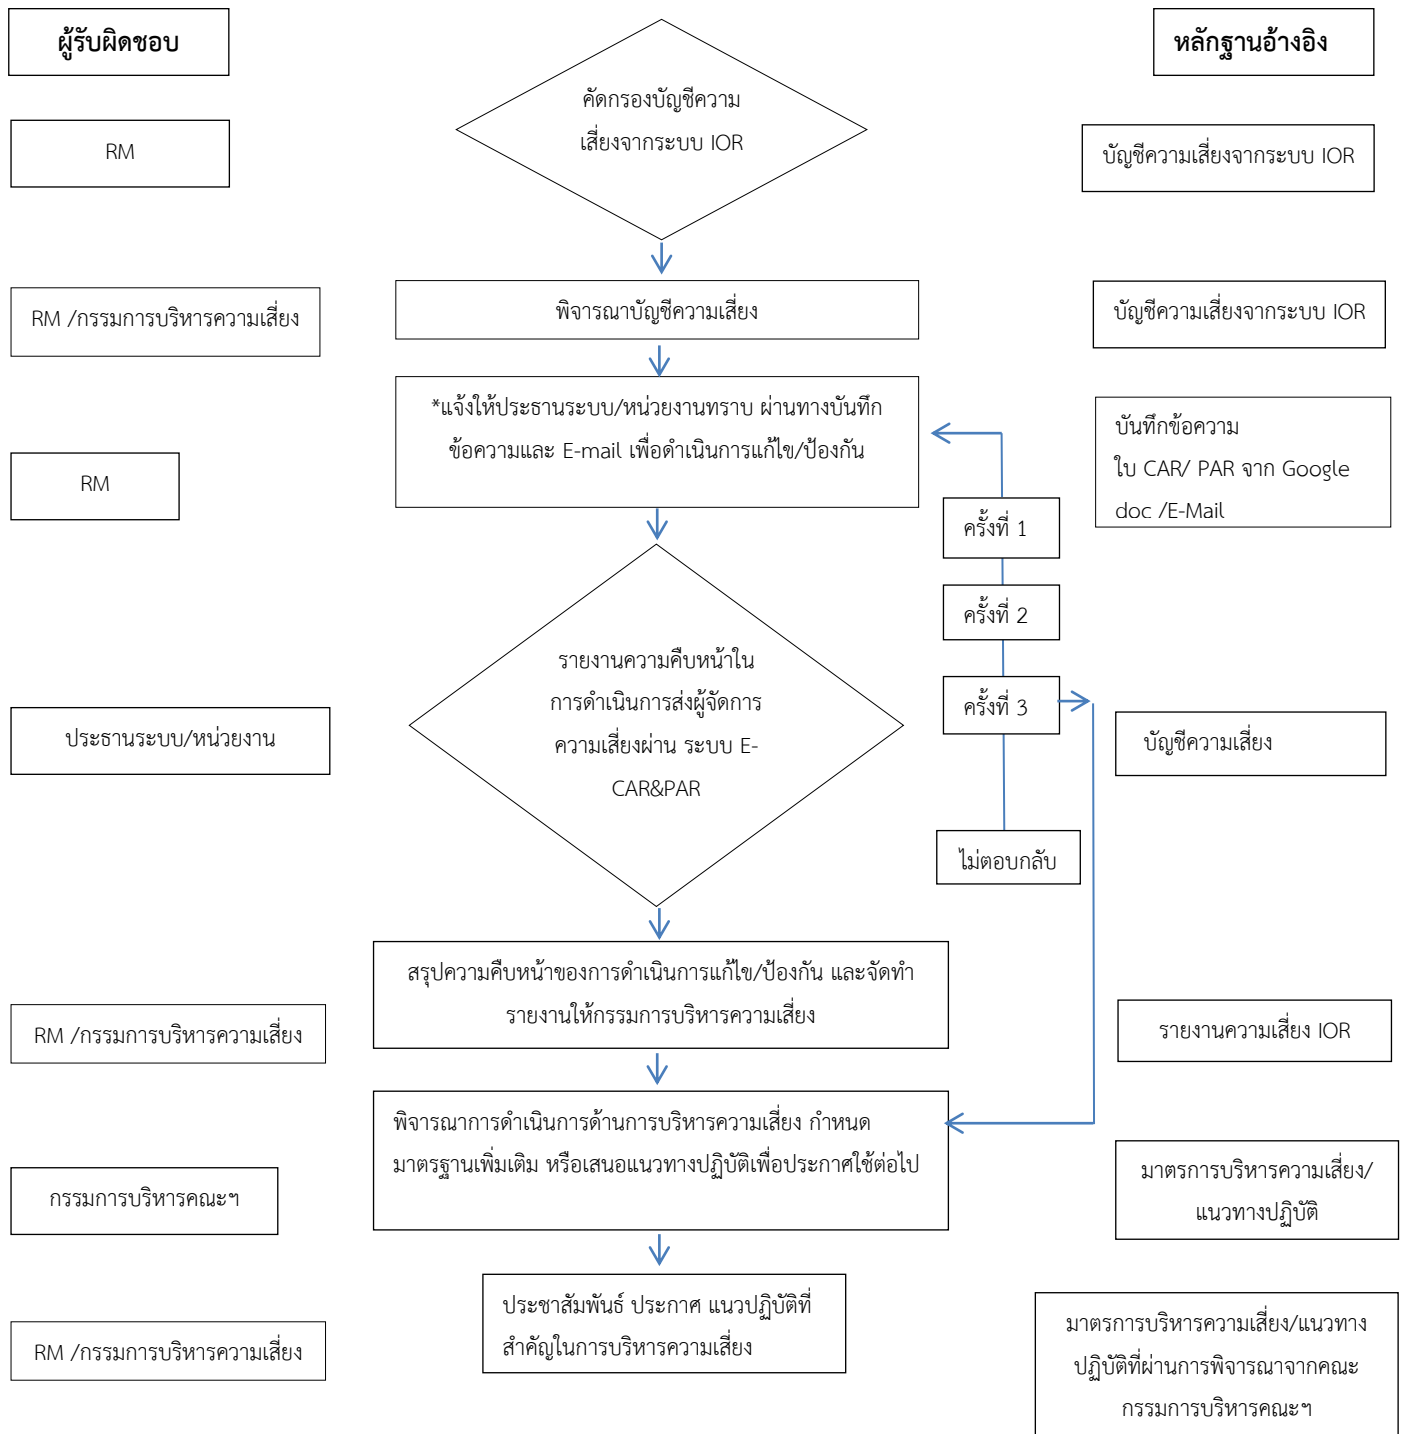 ผู้รับผิดชอบ
หลักฐานอ้างอิง
คัดกรองบัญชีความ
เสี่ยงจากระบบ IOR
RM
บัญชีความเสี่ยงจากระบบ IOR
RM /กรรมการบริหารความเสี่ยง
พิจารณาบัญชีความเสี่ยง
บัญชีความเสี่ยงจากระบบ IOR
*แจ้งให้ประธานระบบ/หน่วยงานทราบ ผ่านทางบันทึก
ข้อความและ E-mail เพื่อดำเนินการแก้ไข/ป้องกัน
RM
บันทึกข้อความ
ใบ CAR/ PAR จาก Google
doc /E-Mail
ครั้งที่ 1
ครั้งที่ 2
ครั้งที่ 3
ไม่ตอบกลับ
รายงานความคืบหน้าใน
การดำเนินการส่งผู้จัดการ
ความเสี่ยงผ่าน ระบบ E-
CAR&PAR
ประธานระบบ/หน่วยงาน
บัญชีความเสี่ยง
สรุปความคืบหน้าของการดำเนินการแก้ไข/ป้องกัน และจัดทำ
รายงานให้กรรมการบริหารความเสี่ยง
RM /กรรมการบริหารความเสี่ยง
รายงานความเสี่ยง IOR
พิจารณาการดำเนินการด้านการบริหารความเสี่ยง กำหนด
มาตรฐานเพิ่มเติม หรือเสนอแนวทางปฏิบัติเพื่อประกาศใช้ต่อไป
กรรมการบริหารคณะฯ
มาตรการบริหารความเสี่ยง/
แนวทางปฏิบัติ
ประชาสัมพันธ์ ประกาศ แนวปฏิบัติที่
สำคัญในการบริหารความเสี่ยง
RM /กรรมการบริหารความเสี่ยง
มาตรการบริหารความเสี่ยง/แนวทาง
ปฏิบัติที่ผ่านการพิจารณาจากคณะ
กรรมการบริหารคณะฯ